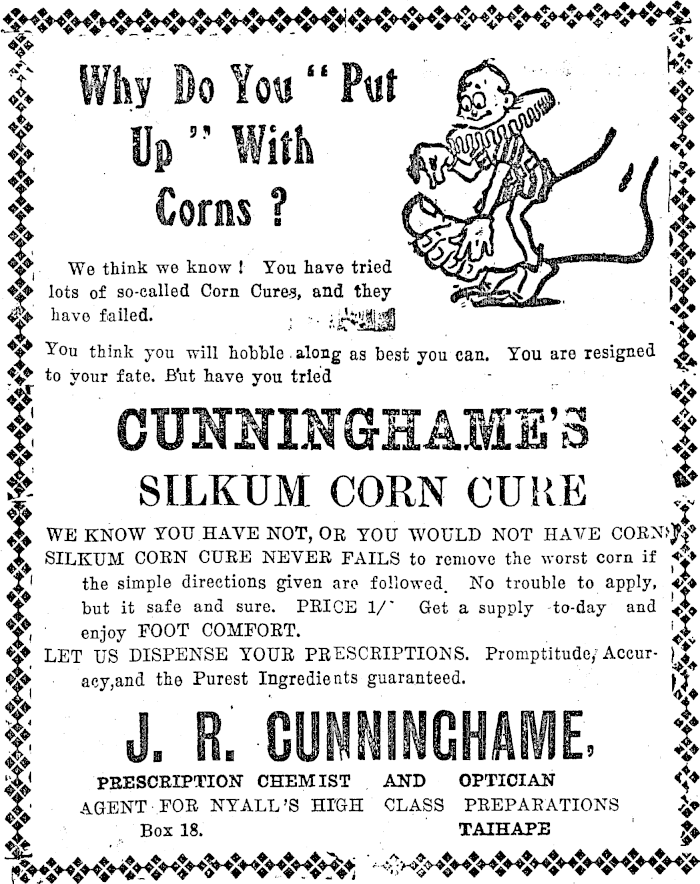 Why Do You " Put
Up " With
Corns ?
We think we know ! You have tried
lots of so-called Corn Cures, and they
have failed.
You think you will hobble along as best you can. You are resigned
to your fate. But have you tried
CUNNINGHAME'S
SILKUM CORN CURE
WE KNOW YOU HAVE NOT, OR YOU WOULD NOT HAVE CORNS
SILKUM CORN CURE NEVER FAILS to remove the worst corn if
the simple directions given are followed. No trouble to apply,
but it safe and sure. PRICE 1/- Get a supply to-day and
enjoy FOOT COMFORT.
LET US DISPENSE YOUR PRESCRIPTIONS. Promptitude, Accur-
acy,and the Purest Ingredients guaranteed.
J. R. CUNNINGHAME,
PRESCRIPTION CHEMIST AND OPTICIAN
AGENT FOR NYALL'S HIGH CLASS PREPARATIONS
Box 18. TAIHAPE